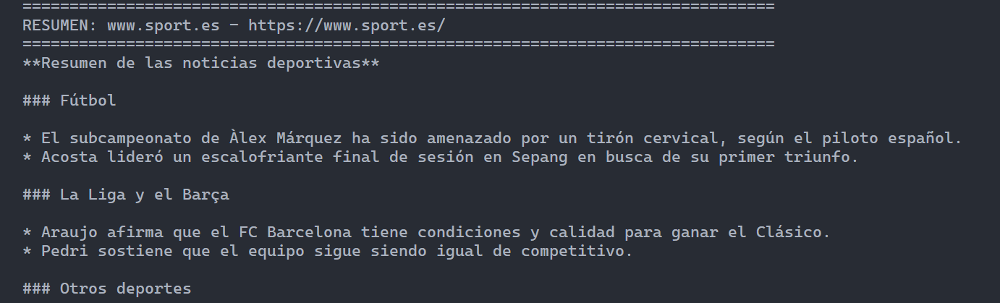 ================================================================================
RESUMEN: www.sport.es – https://www.sport.es/
================================================================================
**Resumen de las noticias deportivas**
### Fútbol
* El subcampeonato de Àlex Márquez ha sido amenazado por un tirón cervical, según el piloto español.
* Acosta lideró un escalofriante final de sesión en Sepang en busca de su primer triunfo.
### La Liga y el Barça
* Araujo afirma que el FC Barcelona tiene condiciones y calidad para ganar el Clásico.
* Pedri sostiene que el equipo sigue siendo igual de competitivo.
### Otros deportes